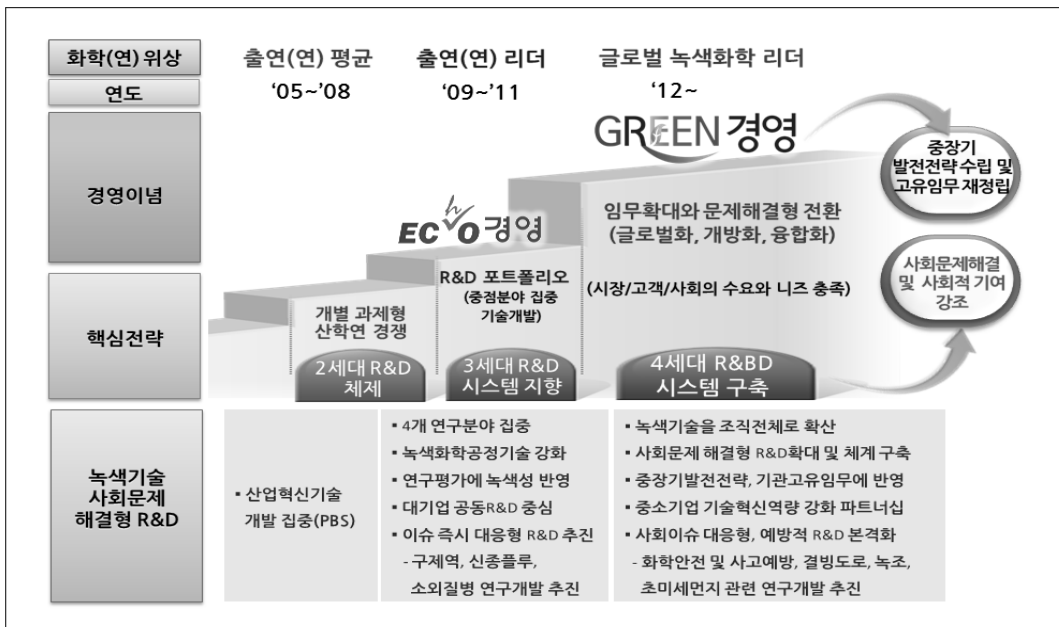 화학(연) 위상
출연(연) 평균
출연(연) 리더
글로벌 녹색화학 리더
연도
‘05~’08
‘09~’11
‘12~
경영이념
ECO 경영
GREEN 경영
중장기
발전전략 수립 및
고유임무 재정립
사회문제해결
및 사회적 기여
강조
핵심전략
개별 과제형
산학연 경쟁
2세대 R&D
체제
R&D 포트폴리오
(중점분야 집중
기술개발)
3세대 R&D
시스템 지향
임무확대와 문제해결형 전환
(글로벌화, 개방화, 융합화)
(시장/고객/사회의 수요와 니즈 충족)
4세대 R&BD
시스템 구축
녹색기술
사회문제
해결형 R&D
▪ 산업혁신기술
개발 집중(PBS)
▪ 4개 연구분야 집중
▪ 녹색화학공정기술 강화
▪ 연구평가에 녹색성 반영
▪ 대기업 공동R&D 중심
▪ 이슈 즉시 대응형 R&D 추진
- 구제역, 신종플루,
소외질병 연구개발 추진
▪ 녹색기술을 조직전체로 확산
▪ 사회문제 해결형 R&D확대 및 체계 구축
▪ 중장기발전전략, 기관고유임무에 반영
▪ 중소기업 기술혁신역량 강화 파트너십
▪ 사회이슈 대응형, 예방적 R&D 본격화
- 화학안전 및 사고예방, 결빙도로, 녹조,
초미세먼지 관련 연구개발 추진